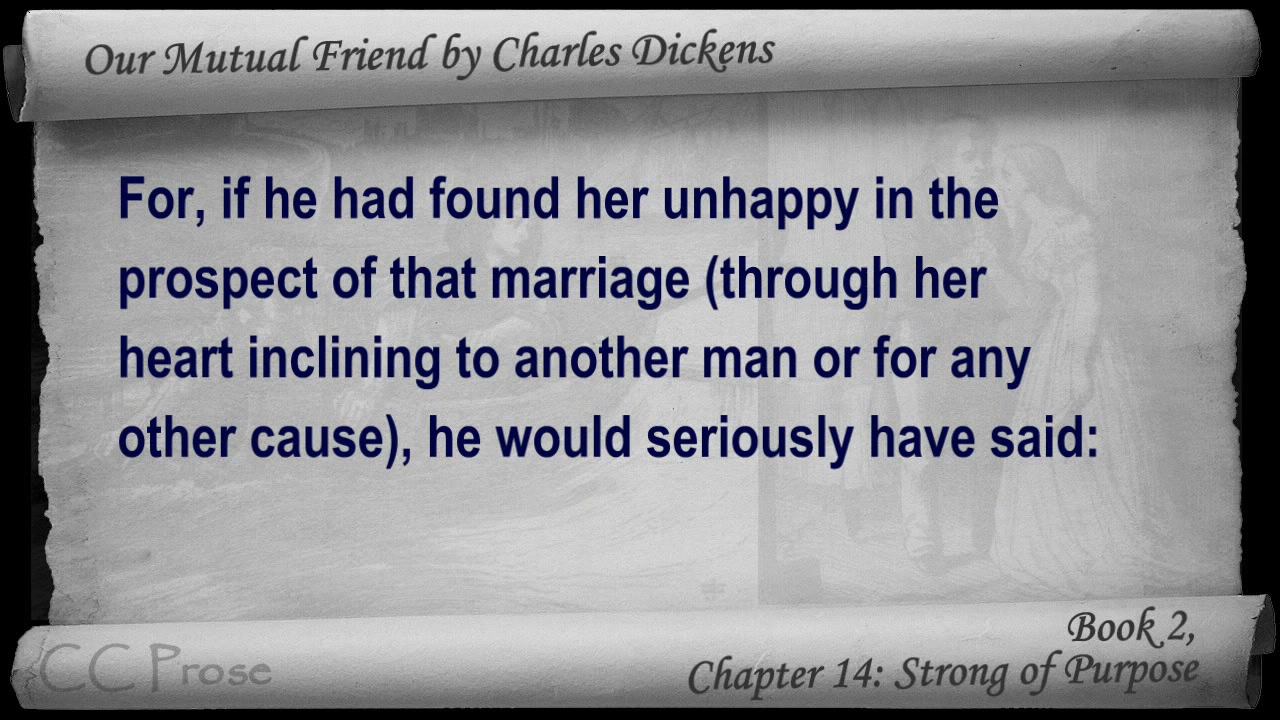 Our Mutual Friend by Charles Dickens
For, if he had found her unhappy in the
prospect of that marriage (through her
heart inclining to another man or for any
other cause), he would seriously have said:
Book 2,
Chapter 14: Strong of Purpose
CC Prose